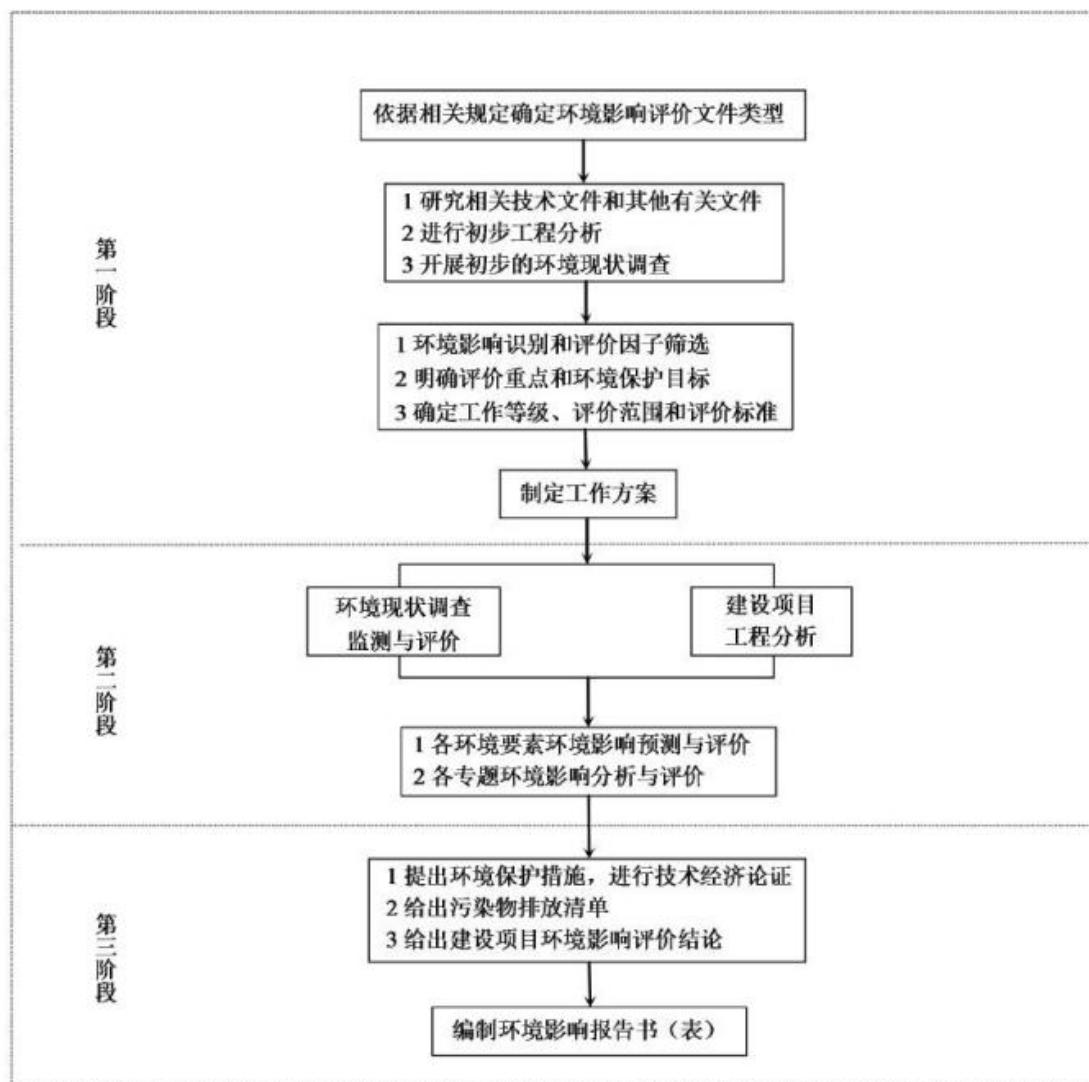 依据相关规定确定环境影响评价文件类型
1 研究相关技术文件和其他有关文件
2 进行初步工程分析
3 开展初步的环境现状调查
第一阶段
1 环境影响识别和评价因子筛选
2 明确评价重点和环境保护目标
3 确定工作等级、评价范围和评价标准
制定工作方案
环境现状调查
监测与评价
建设项目
工程分析
第二阶段
1 各环境要素环境影响预测与评价
2 各专题环境影响分析与评价
1 提出环境保护措施，进行技术经济论证
2 给出污染物排放清单
3 给出建设项目环境影响评价结论
第三阶段
编制环境影响报告书（表）